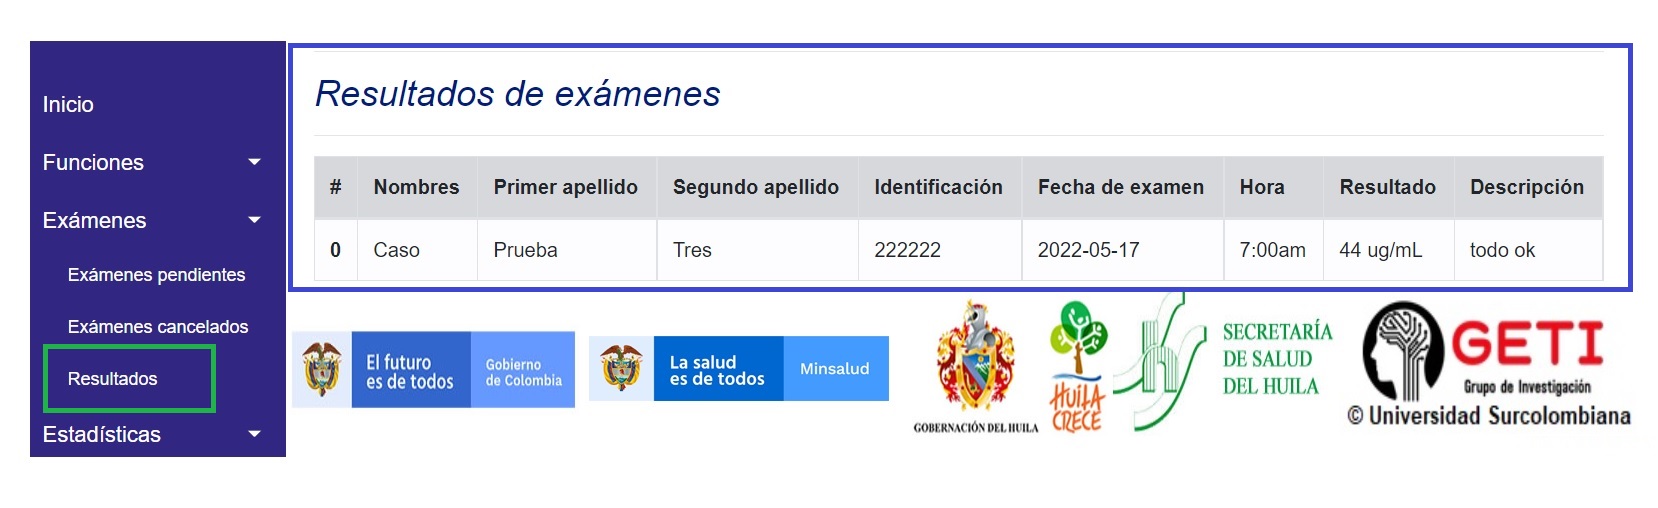 Inicio
Funciones
Exámenes
Exámenes pendientes
Exámenes cancelados
Resultados
Estadísticas
Resultados de exámenes
# Nombres Primer apellido Segundo apellido Identificación Fecha de examen Hora Resultado Descripción
0 Caso Prueba Tres 222222 2022-05-17 7:00am 44 ug/mL todo ok
El futuro
es de todos
Gobierno
de Colombia
La salud
es de todos
Minsalud
GOBERNACIÓN DEL HUILA
HUILA
CRECE
SECRETARÍA
DE SALUD
DEL HUILA
GETI
Grupo de Investigación
© Universidad Surcolombiana